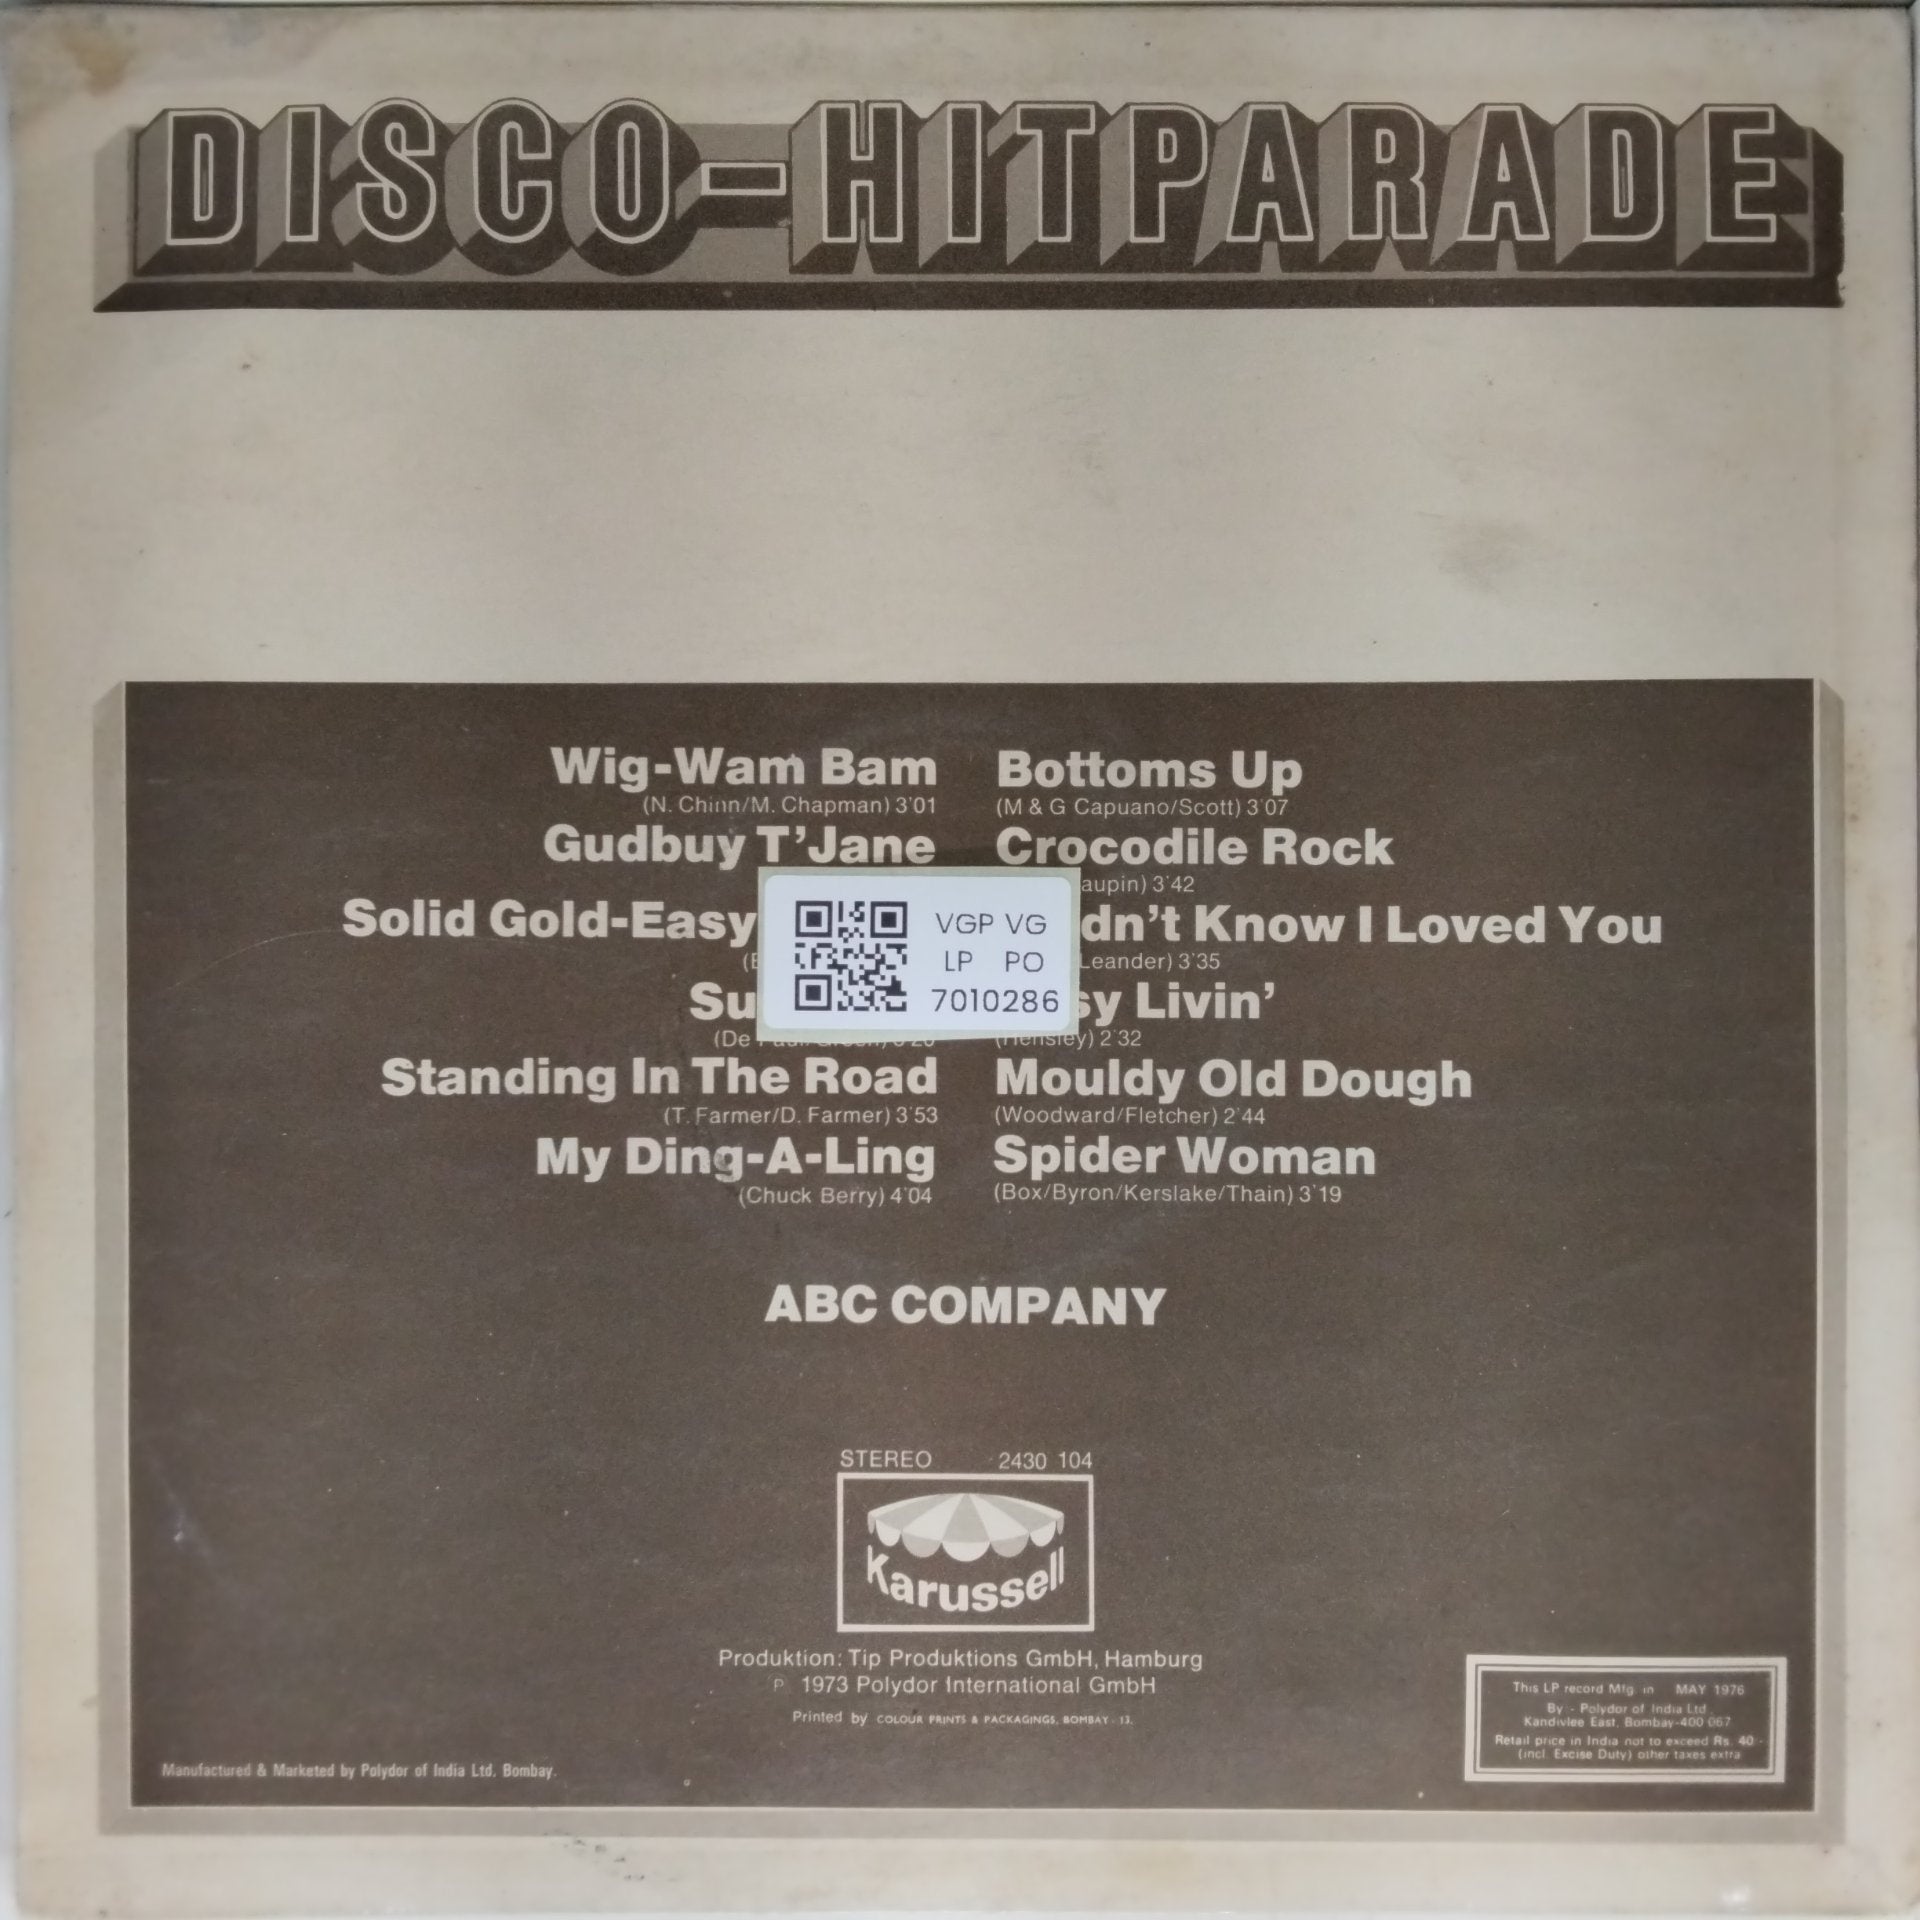 DISCO-HITPARADE
Wig-Wam Bam
(N. Chinn/M. Chapman) 3'01
Gudbuy T'Jane
Solid Gold-Easy
Standing In The Road
(T. Farmer/D. Farmer) 3'53
My Ding-A-Ling
(Chuck Berry) 4'04
Bottoms Up
(M & G Capuano/Scott) 3'07
Crocodile Rock
aupin) 3'42
dn't Know I Loved You
Leander) 3'35
sy Livin'
(Hensley) 2'32
Mouldy Old Dough
(Woodward/Fletcher) 2'44
Spider Woman
(Box/Byron/Kerslake/Thain) 3'19
VGP VG
LP PO
7010286
ABC COMPANY
STEREO 2430 104
Karussell
Produktion: Tip Produktions GmbH, Hamburg
℗ 1973 Polydor International GmbH
Printed by COLOUR PRINTS & PACKAGINGS, BOMBAY - 13.
Manufactured & Marketed by Polydor of India Ltd. Bombay.
This LP record Mfg. in MAY 1976
By - Polydor of India Ltd.
Kandivlee East, Bombay-400 067
Retail price in India not to exceed Rs. 40 -
(incl. Excise Duty) other taxes extra